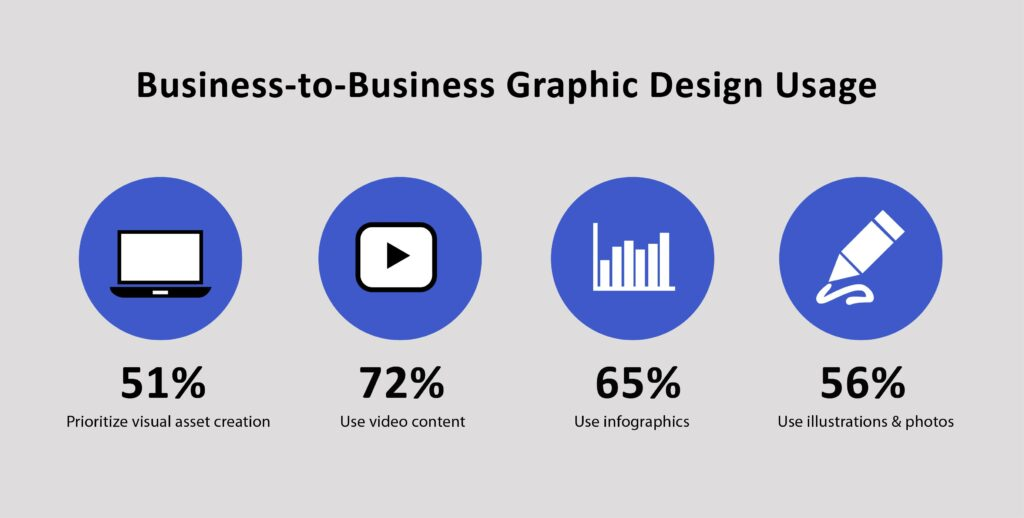 Business-to-Business Graphic Design Usage
51%
Prioritize visual asset creation
72%
Use video content
65%
Use infographics
56%
Use illustrations & photos